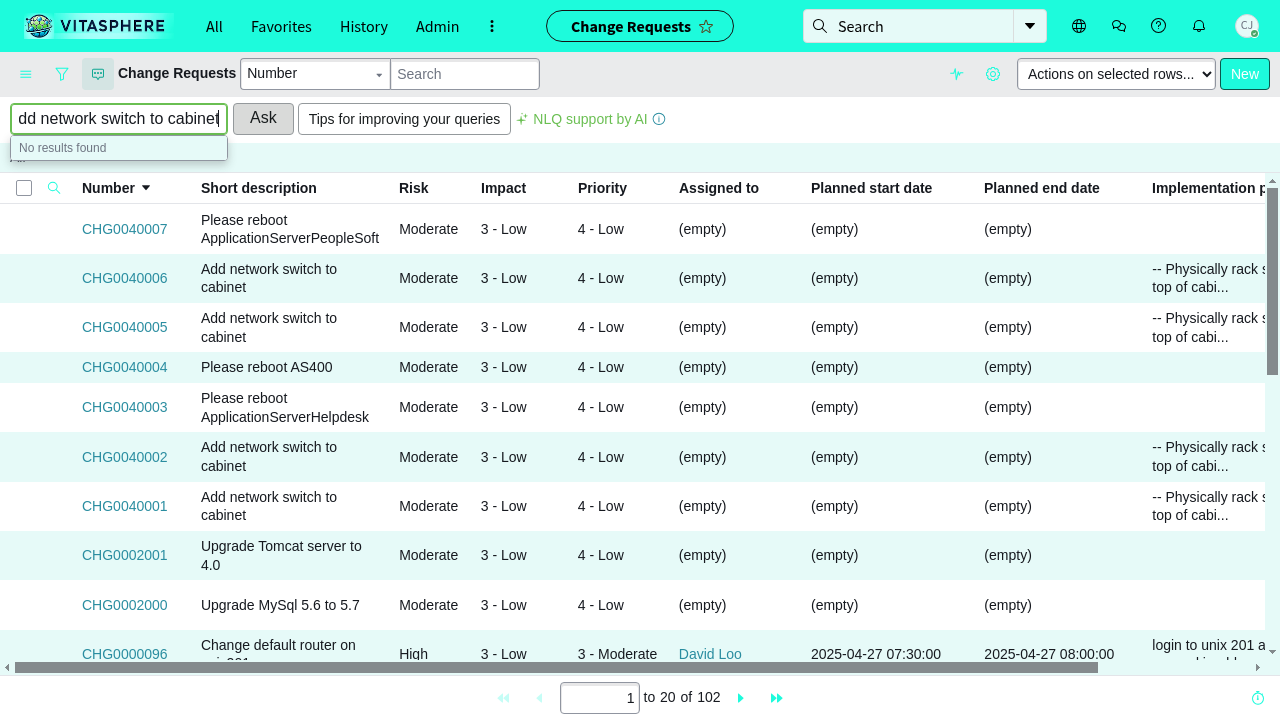 VITASPHERE
All
Favorites
History
Admin
Change Requests
Search
CJ
Change Requests
Number
Search
Actions on selected rows...
New
dd network switch to cabinet
Ask
Tips for improving your queries
NLQ support by AI
No results found
Number
Short description
Risk
Impact
Priority
Assigned to
Planned start date
Planned end date
Implementation p
CHG0040007
Please reboot
ApplicationServerPeopleSoft
Moderate
3 - Low
4 - Low
(empty)
(empty)
(empty)
CHG0040006
Add network switch to
cabinet
Moderate
3 - Low
4 - Low
(empty)
(empty)
(empty)
-- Physically rack s
top of cabi...
CHG0040005
Add network switch to
cabinet
Moderate
3 - Low
4 - Low
(empty)
(empty)
(empty)
-- Physically rack s
top of cabi...
CHG0040004
Please reboot AS400
Moderate
3 - Low
4 - Low
(empty)
(empty)
(empty)
CHG0040003
Please reboot
ApplicationServerHelpdesk
Moderate
3 - Low
4 - Low
(empty)
(empty)
(empty)
CHG0040002
Add network switch to
cabinet
Moderate
3 - Low
4 - Low
(empty)
(empty)
(empty)
-- Physically rack s
top of cabi...
CHG0040001
Add network switch to
cabinet
Moderate
3 - Low
4 - Low
(empty)
(empty)
(empty)
-- Physically rack s
top of cabi...
CHG0002001
Upgrade Tomcat server to
4.0
Moderate
3 - Low
4 - Low
(empty)
(empty)
(empty)
CHG0002000
Upgrade MySql 5.6 to 5.7
Moderate
3 - Low
4 - Low
(empty)
(empty)
(empty)
CHG0000096
Change default router on
High
3 - Low
3 - Moderate
David Loo
2025-04-27 07:30:00
2025-04-27 08:00:00
login to unix 201 a
1 to 20 of 102